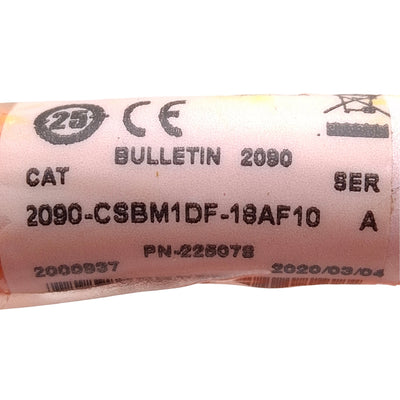 25 CE
BULLETIN 2090
CAT SER
2090-CSBM1DF-18AF10 A
PN-225078
2000937 2020/03/04